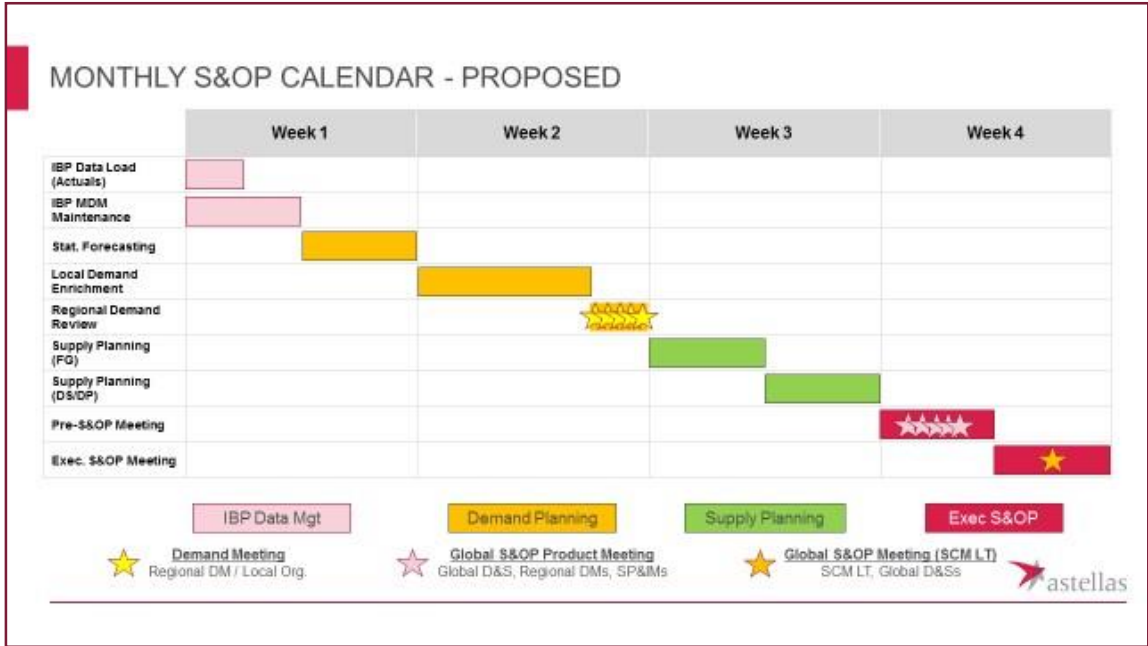 MONTHLY S&OP CALENDAR - PROPOSED
Week 1
Week 2
Week 3
Week 4
IBP Data Load
(Actuals)
IBP MDM
Maintenance
Stat. Forecasting
Local Demand
Enrichment
Regional Demand
Review
Supply Planning
(FG)
Supply Planning
(DS/DP)
Pre-S&OP Meeting
Exec. S&OP Meeting
IBP Data Mgt
Demand Planning
Supply Planning
Exec S&OP
Demand Meeting
Regional DM / Local Org.
Global S&OP Product Meeting
Global D&S, Regional DMs, SP&IMs
Global S&OP Meeting (SCM LT)
SCM LT, Global D&Ss
astellas